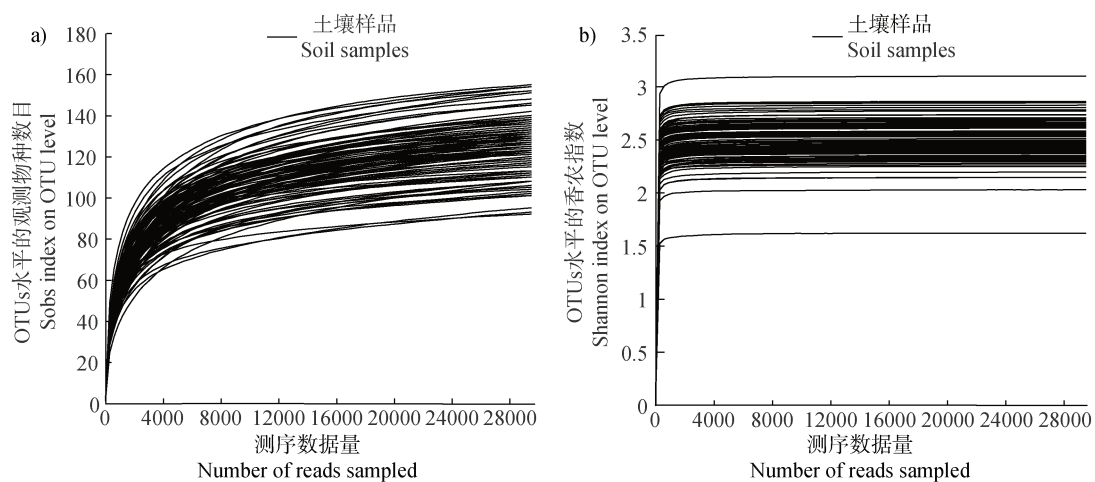 a)
土壤样品
Soil samples
OTUs水平的观测物种数目
Sobs index on OTU level
180
160
140
120
100
80
60
40
20
0
0 4000 8000 12000 16000 20000 24000 28000
测序数据量
Number of reads sampled
b)
土壤样品
Soil samples
OTUs水平的香农指数
Shannon index on OTU level
3.5
3
2.5
2
1.5
1
0.5
0
0 4000 8000 12000 16000 20000 24000 28000
测序数据量
Number of reads sampled